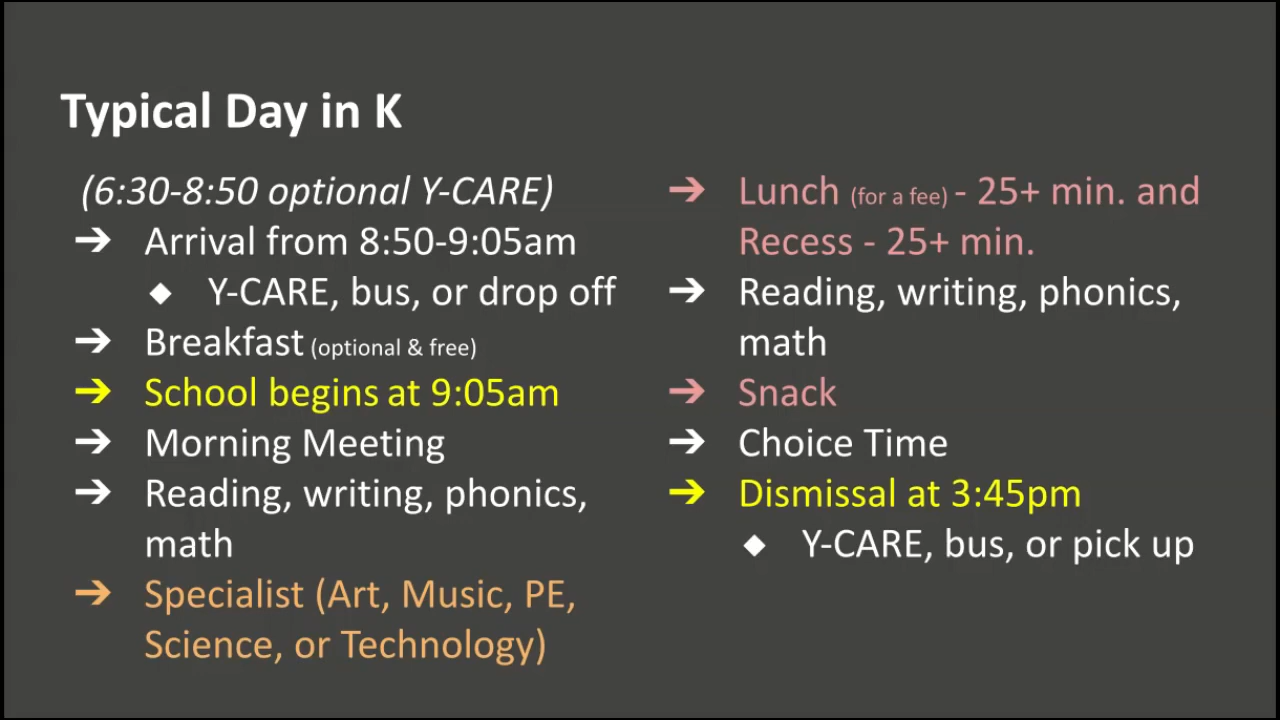 Typical Day in K
(6:30-8:50 optional Y-CARE)
➔ Arrival from 8:50-9:05am
◆ Y-CARE, bus, or drop off
➔ Breakfast (optional & free)
➔ School begins at 9:05am
➔ Morning Meeting
➔ Reading, writing, phonics,
math
➔ Specialist (Art, Music, PE,
Science, or Technology)
➔ Lunch (for a fee) - 25+ min. and
Recess - 25+ min.
➔ Reading, writing, phonics,
math
➔ Snack
➔ Choice Time
➔ Dismissal at 3:45pm
◆ Y-CARE, bus, or pick up